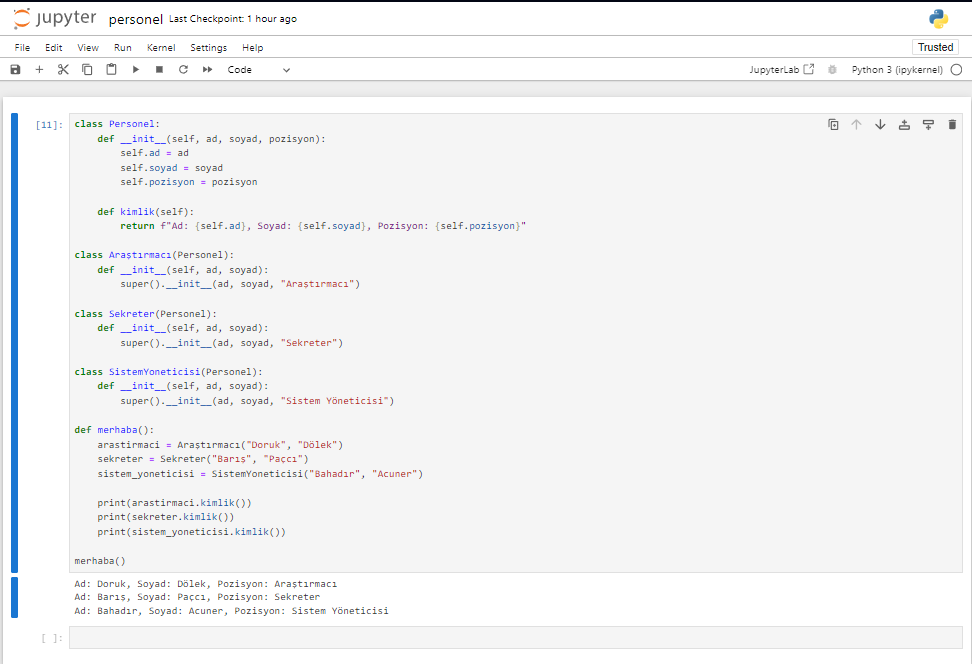 jupyter personel Last Checkpoint: 1 hour ago
File Edit View Run Kernel Settings Help Trusted
Code JupyterLab Python 3 (ipykernel)
[11]: class Personel:
    def __init__(self, ad, soyad, pozisyon):
        self.ad = ad
        self.soyad = soyad
        self.pozisyon = pozisyon
    def kimlik(self):
        return f"Ad: {self.ad}, Soyad: {self.soyad}, Pozisyon: {self.pozisyon}"
class Araştırmacı(Personel):
    def __init__(self, ad, soyad):
        super().__init__(ad, soyad, "Araştırmacı")
class Sekreter(Personel):
    def __init__(self, ad, soyad):
        super().__init__(ad, soyad, "Sekreter")
class SistemYoneticisi(Personel):
    def __init__(self, ad, soyad):
        super().__init__(ad, soyad, "Sistem Yöneticisi")
def merhaba():
    arastirmaci = Araştırmacı("Doruk", "Dölek")
    sekreter = Sekreter("Barış", "Paçcı")
    sistem_yoneticisi = SistemYoneticisi("Bahadır", "Acuner")
    print(arastirmaci.kimlik())
    print(sekreter.kimlik())
    print(sistem_yoneticisi.kimlik())
merhaba()
Ad: Doruk, Soyad: Dölek, Pozisyon: Araştırmacı
Ad: Barış, Soyad: Paçcı, Pozisyon: Sekreter
Ad: Bahadır, Soyad: Acuner, Pozisyon: Sistem Yöneticisi
[ ]: